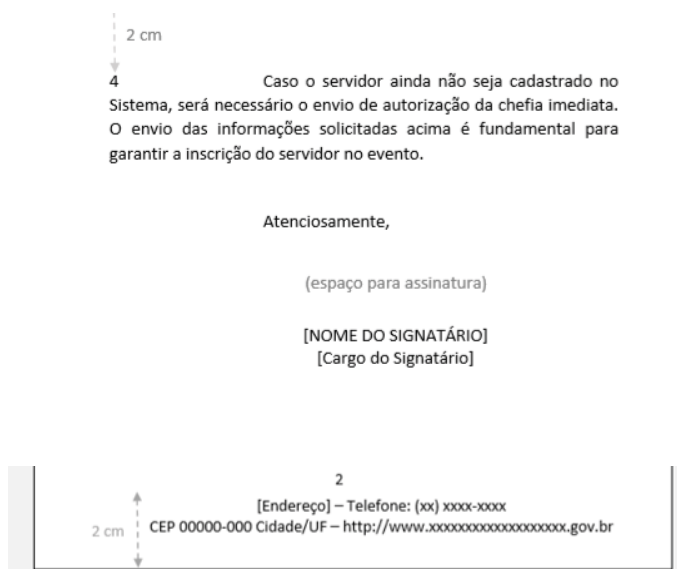 2 cm
4 Caso o servidor ainda não seja cadastrado no
Sistema, será necessário o envio de autorização da chefia imediata.
O envio das informações solicitadas acima é fundamental para
garantir a inscrição do servidor no evento.
Atenciosamente,
(espaço para assinatura)
[NOME DO SIGNATÁRIO]
[Cargo do Signatário]
2
[Endereço] – Telefone: (xx) xxxx-xxxx
2 cm CEP 00000-000 Cidade/UF – http://www.xxxxxxxxxxxxxxxxxxx.gov.br